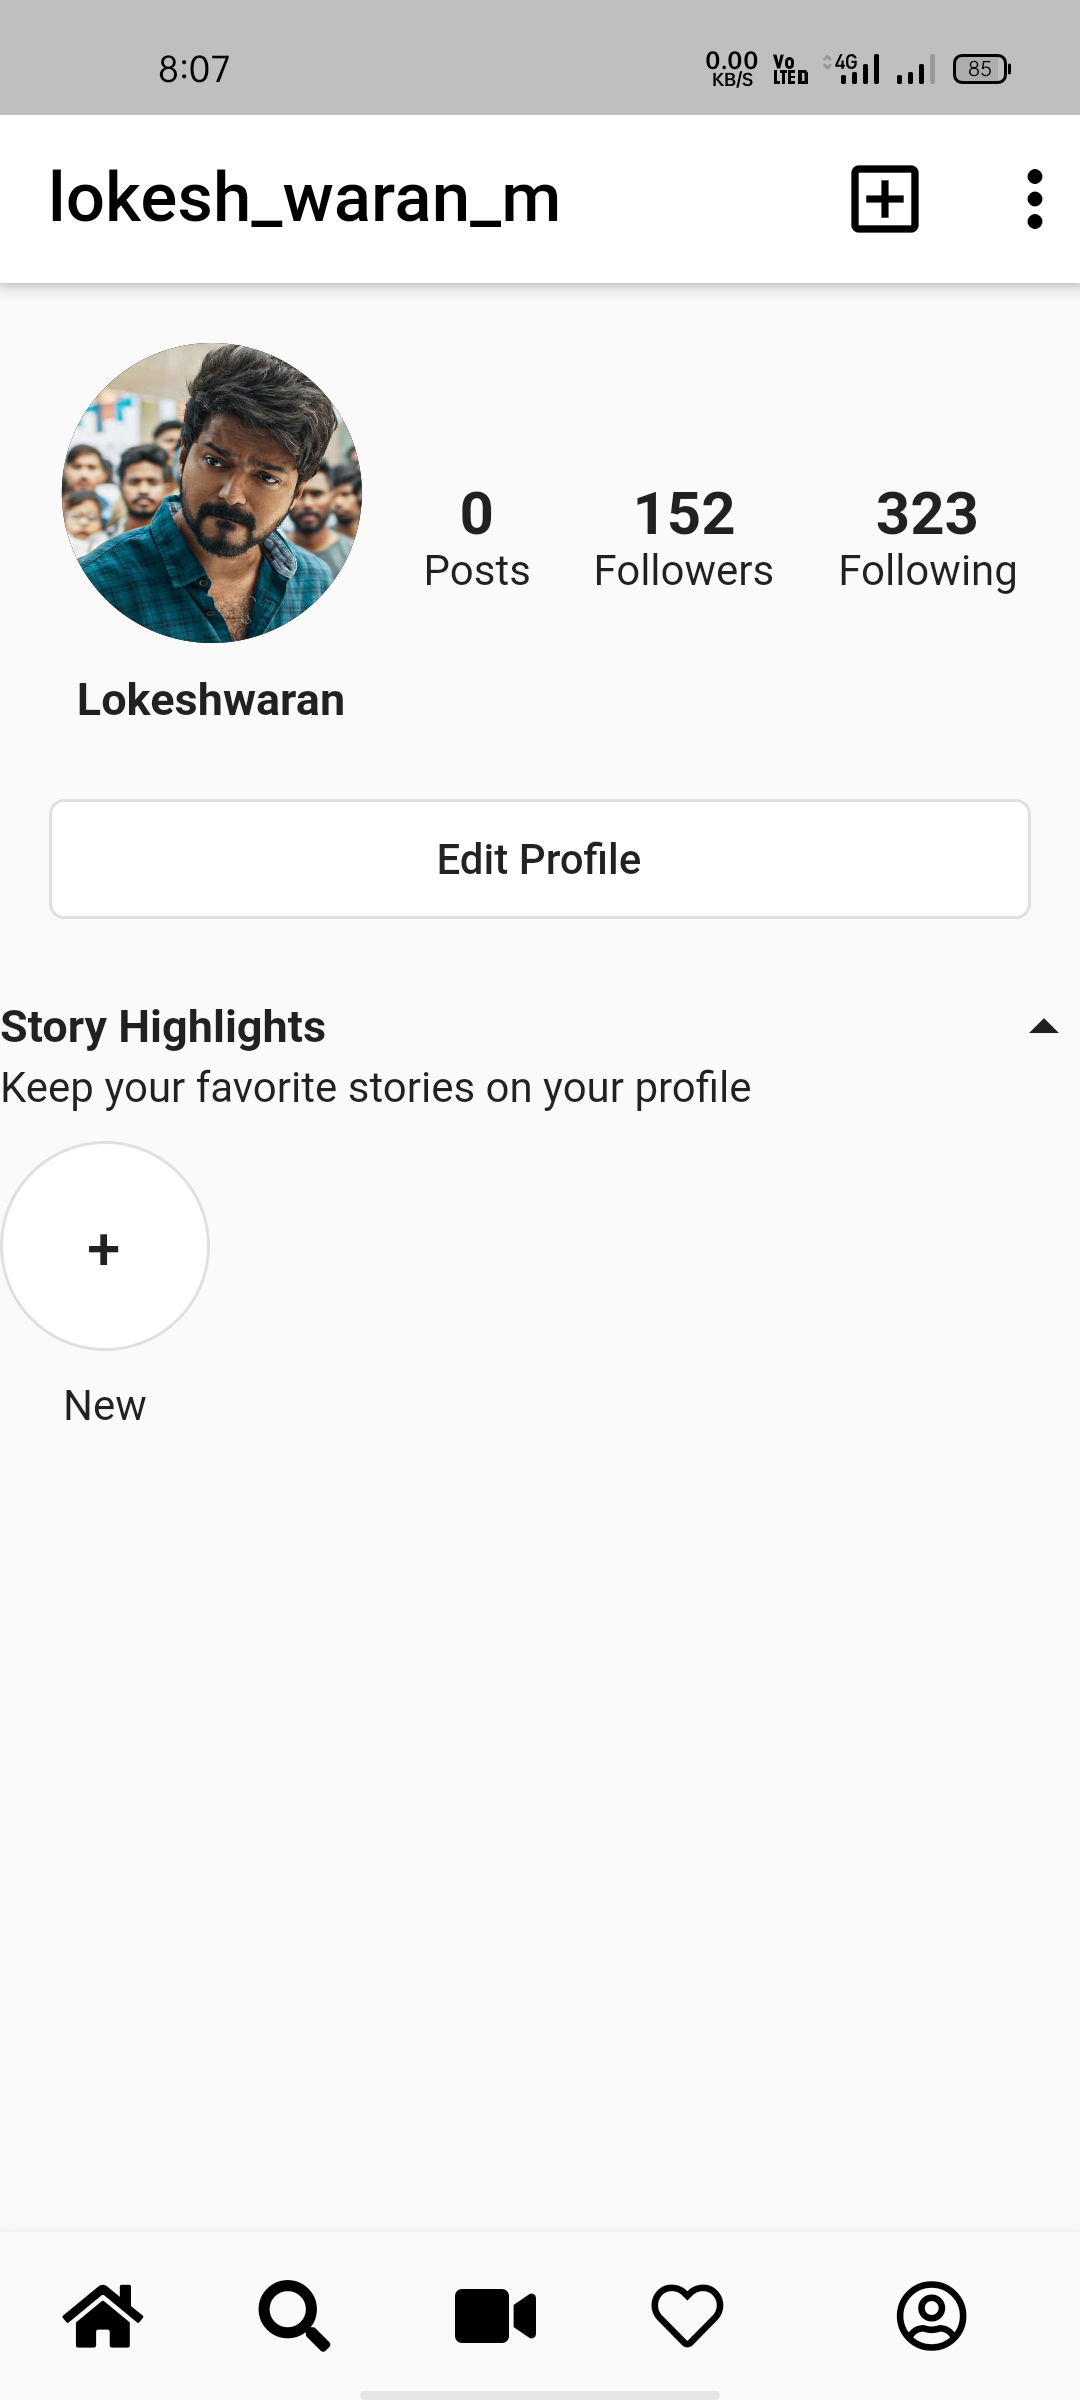 8:07
0.00
KB/S
Vo
LTE
4G
85
lokesh_waran_m
0 152 323
Posts Followers Following
Lokeshwaran
Edit Profile
Story Highlights
Keep your favorite stories on your profile
+
New